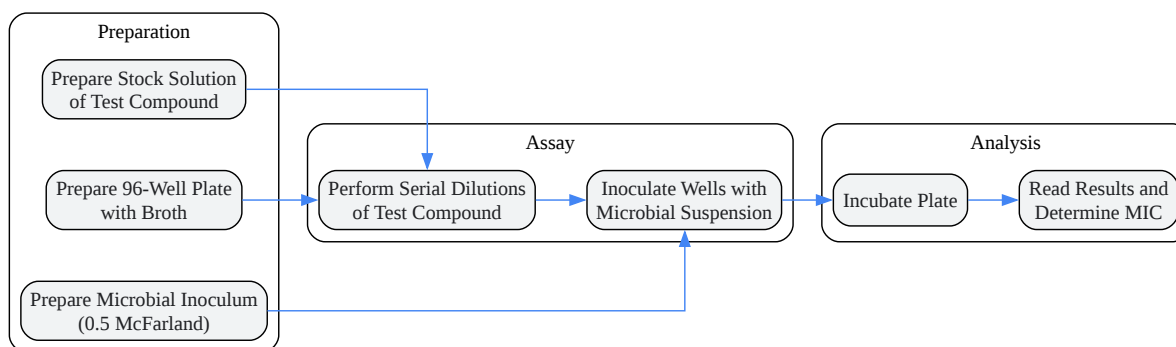 Preparation
Prepare Stock Solution
of Test Compound
Prepare 96-Well Plate
with Broth
Prepare Microbial Inoculum
(0.5 McFarland)
Assay
Perform Serial Dilutions
of Test Compound
Inoculate Wells with
Microbial Suspension
Analysis
Incubate Plate
Read Results and
Determine MIC